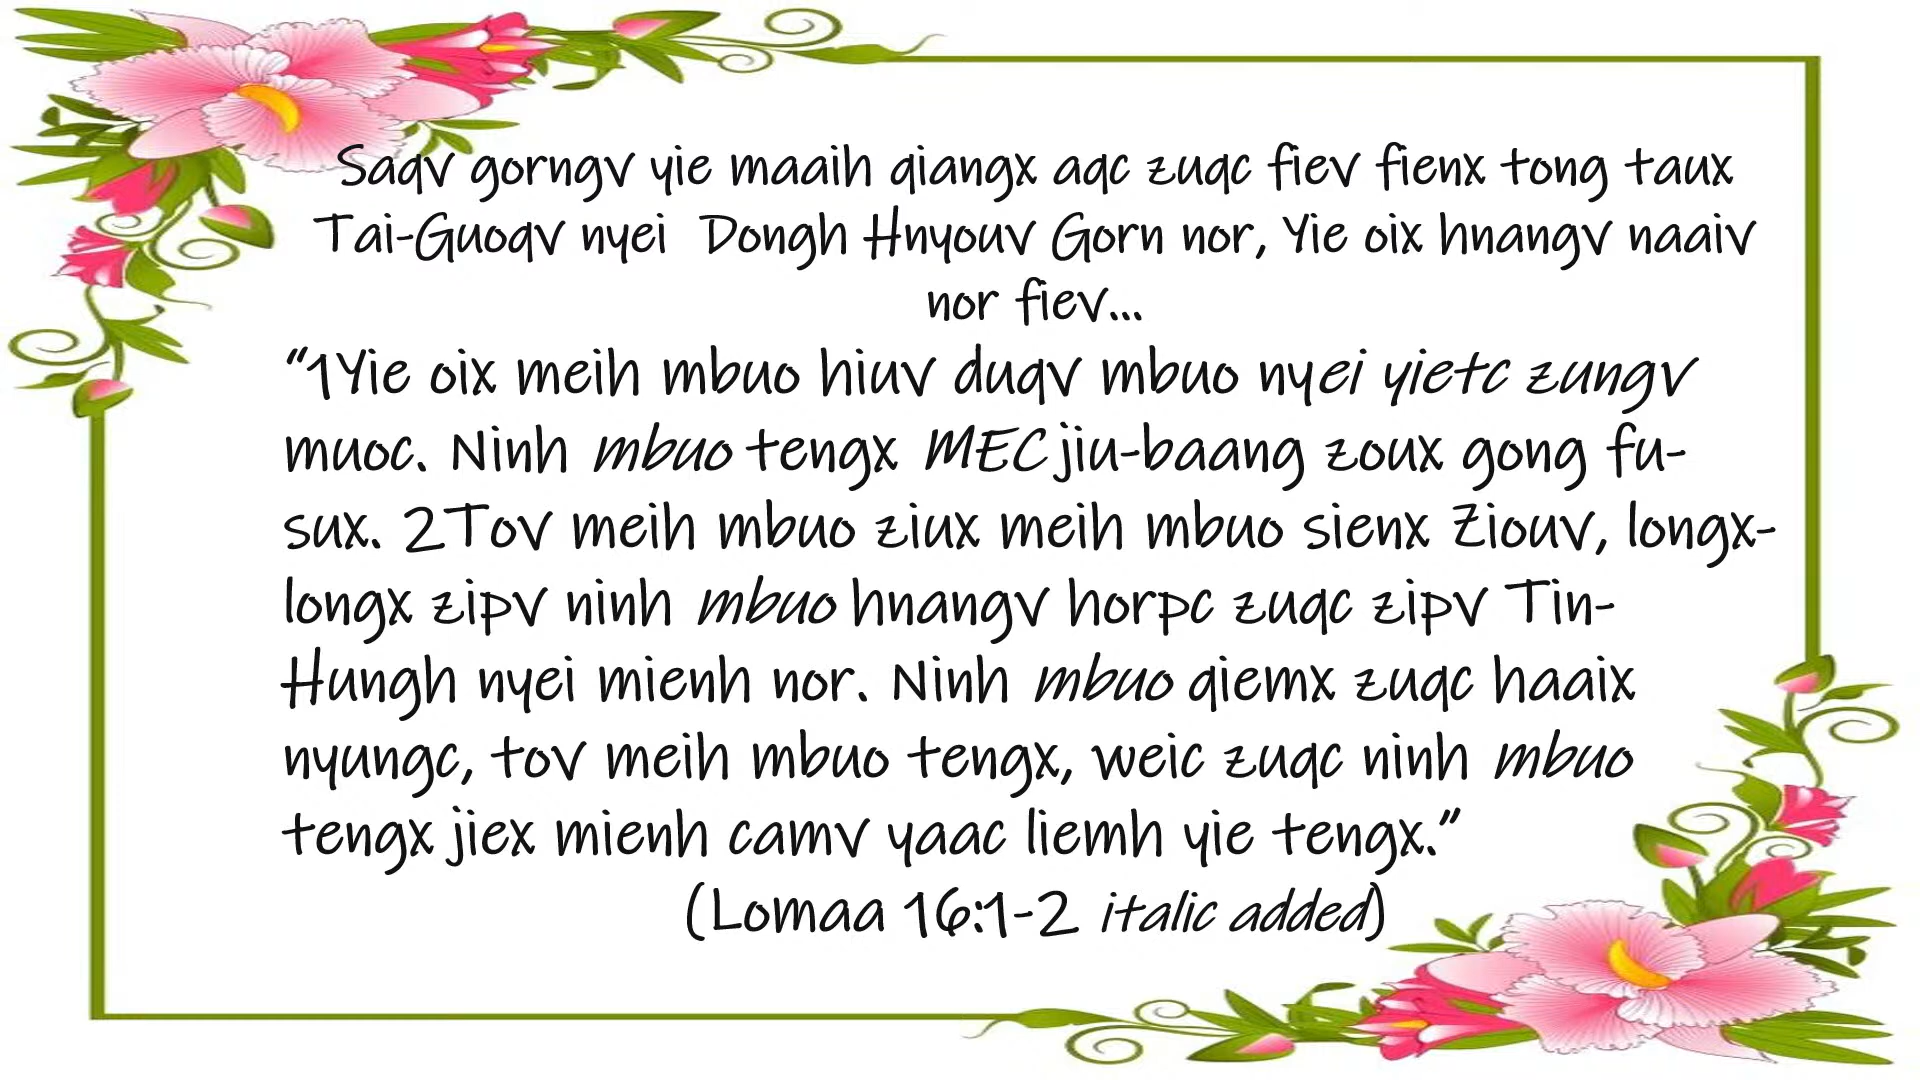 Saqv gorngv yie maaih qiangx aqc zuqc fiev fienx tong taux
Tai-Guoqv nyei Dongh Hnyouv Gorn nor, Yie oix hnangv naaiv
nor fiev...
“1Yie oix meih mbuo hiuv duqv mbuo nyei yietc zungv
muoc. Ninh mbuo tengx MEC jiu-baang zoux gong fu-
sux. 2Tov meih mbuo ziux meih mbuo sienx Ziouv, longx-
longx zipv ninh mbuo hnangv horpc zuqc zipv Tin-
Hungh nyei mienh nor. Ninh mbuo qiemx zuqc haaix
nyungc, tov meih mbuo tengx, weic zuqc ninh mbuo
tengx jiex mienh camv yaac liemh yie tengx.”
(Lomaa 16:1-2 italic added)